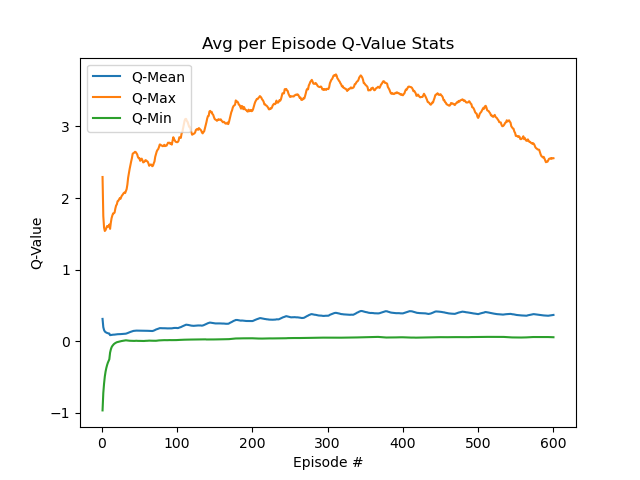 Avg per Episode Q-Value Stats
Q-Mean
Q-Max
Q-Min
Q-Value
3
2
1
0
−1
0 100 200 300 400 500 600
Episode #